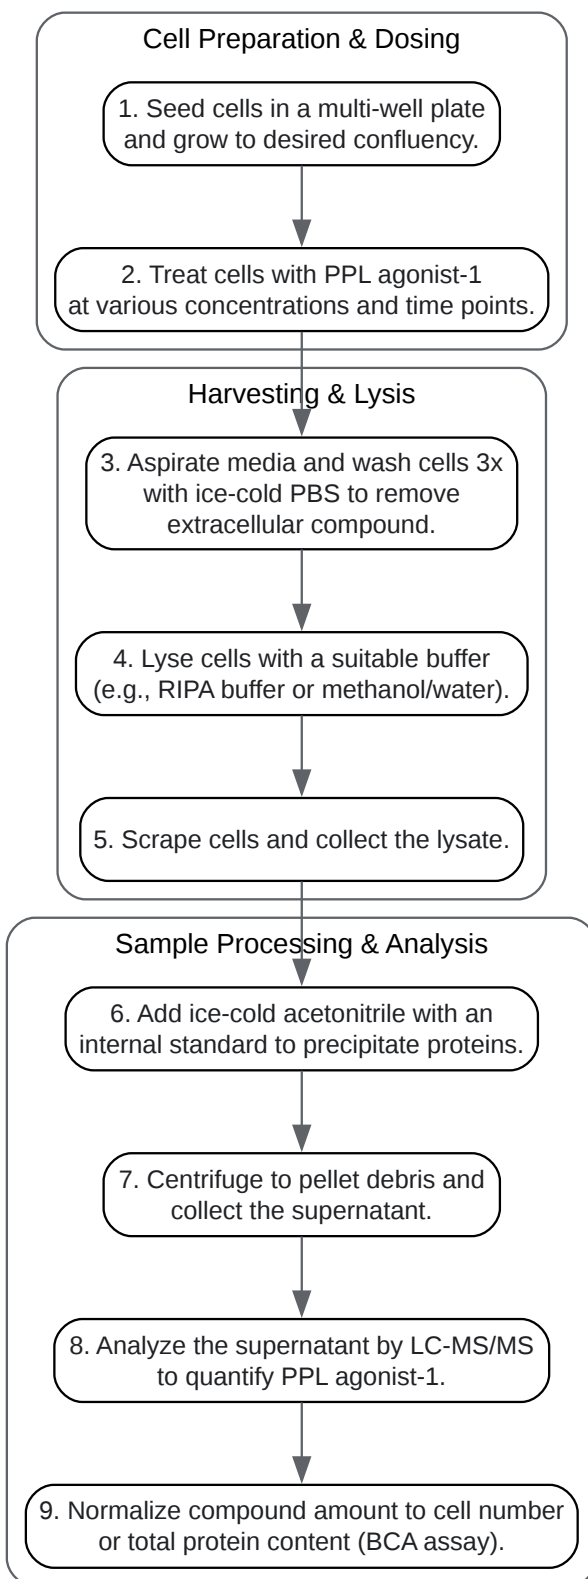 Cell Preparation & Dosing
1. Seed cells in a multi-well plate
and grow to desired confluency.
2. Treat cells with PPL agonist-1
at various concentrations and time points.
Harvesting & Lysis
3. Aspirate media and wash cells 3x
with ice-cold PBS to remove
extracellular compound.
4. Lyse cells with a suitable buffer
(e.g., RIPA buffer or methanol/water).
5. Scrape cells and collect the lysate.
Sample Processing & Analysis
6. Add ice-cold acetonitrile with an
internal standard to precipitate proteins.
7. Centrifuge to pellet debris and
collect the supernatant.
8. Analyze the supernatant by LC-MS/MS
to quantify PPL agonist-1.
9. Normalize compound amount to cell number
or total protein content (BCA assay).